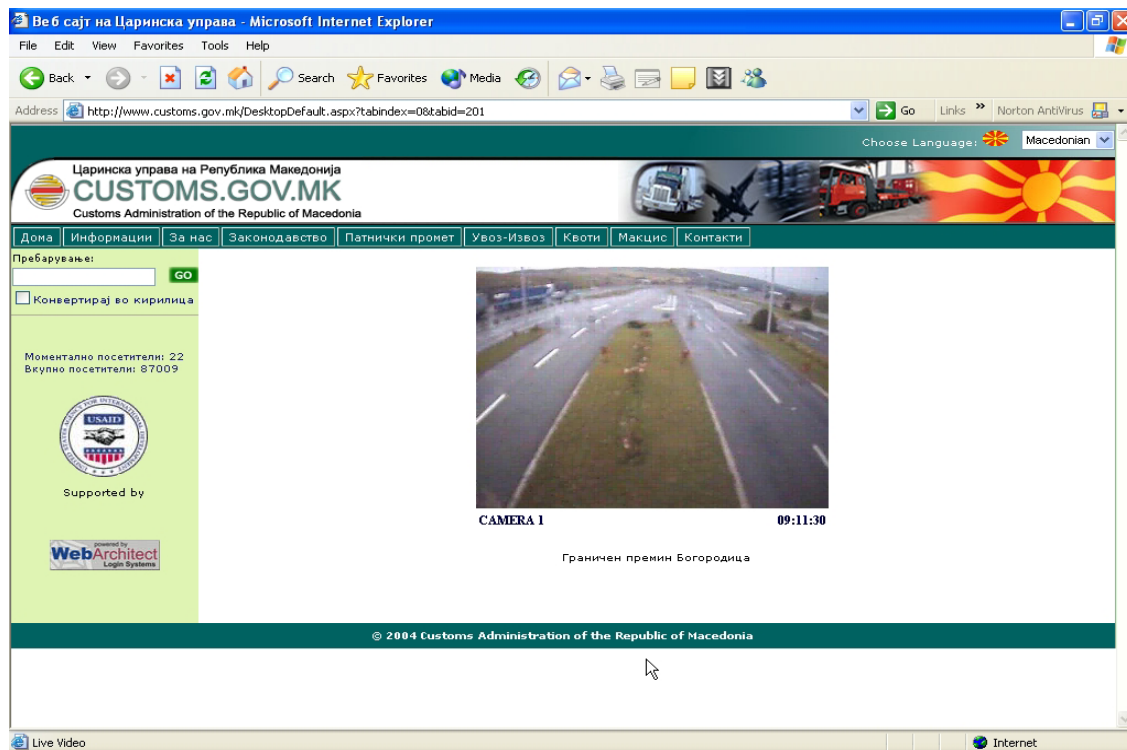 Веб сајт на Царинска управа - Microsoft Internet Explorer
File Edit View Favorites Tools Help
Back Search Favorites Media
Address http://www.customs.gov.mk/DesktopDefault.aspx?tabindex=0&tabid=201 Go Links Norton AntiVirus
Choose Language: Macedonian
Царинска управа на Република Македонија
CUSTOMS.GOV.MK
Customs Administration of the Republic of Macedonia
Дома Информации За нас Законодавство Патнички промет Увоз-Извоз Квоти Макцис Контакти
Пребарување:
GO
Конвертирај во кирилица
Моментално посетители: 22
Вкупно посетители: 87009
USAID
Supported by
powered by
WebArchitect
Login Systems
CAMERA 1 09:11:30
Граничен премин Богородица
© 2004 Customs Administration of the Republic of Macedonia
Live Video Internet